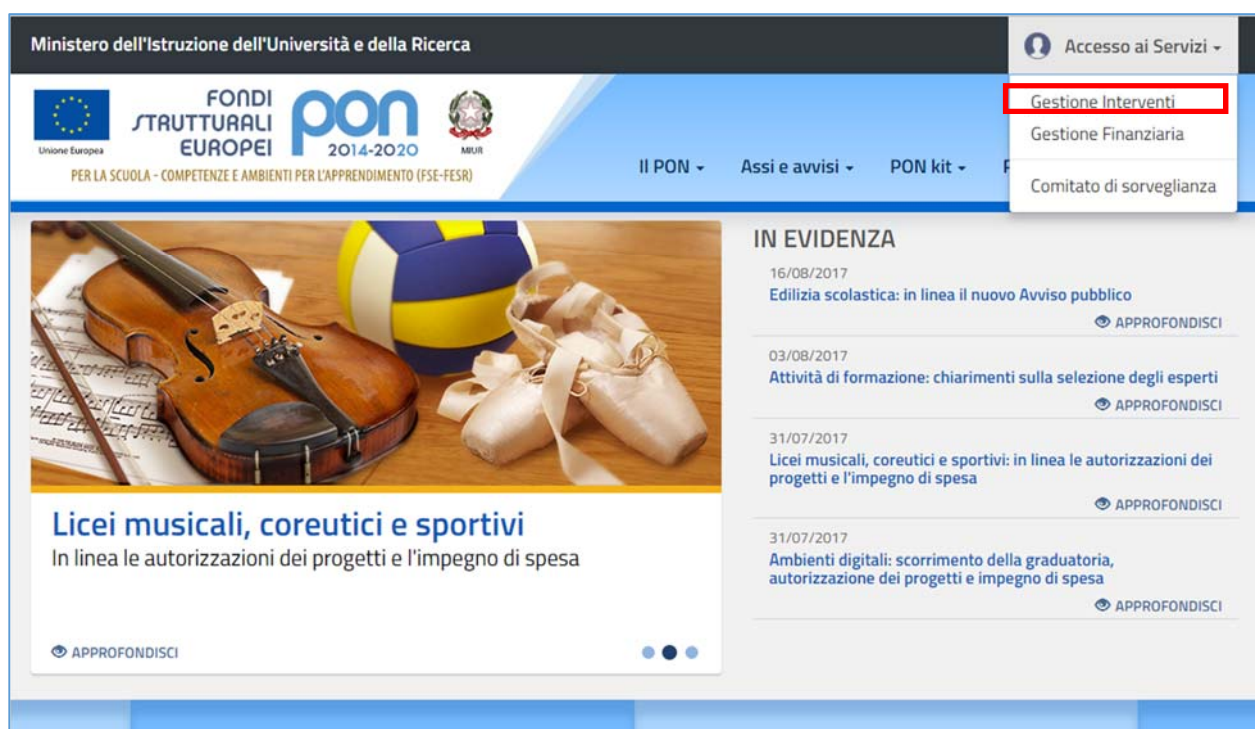 Ministero dell'Istruzione dell'Università e della Ricerca
Accesso ai Servizi
Gestione Interventi
Gestione Finanziaria
Comitato di sorveglianza
Unione Europea
FONDI
STRUTTURALI
EUROPEI
pon
2014-2020
MIUR
PER LA SCUOLA - COMPETENZE E AMBIENTI PER L'APPRENDIMENTO (FSE-FESR)
Il PON
Assi e avvisi
PON kit
IN EVIDENZA
16/08/2017
Edilizia scolastica: in linea il nuovo Avviso pubblico
APPROFONDISCI
03/08/2017
Attività di formazione: chiarimenti sulla selezione degli esperti
APPROFONDISCI
31/07/2017
Licei musicali, coreutici e sportivi: in linea le autorizzazioni dei
progetti e l'impegno di spesa
APPROFONDISCI
31/07/2017
Ambienti digitali: scorrimento della graduatoria,
autorizzazione dei progetti e impegno di spesa
APPROFONDISCI
Licei musicali, coreutici e sportivi
In linea le autorizzazioni dei progetti e l'impegno di spesa
APPROFONDISCI